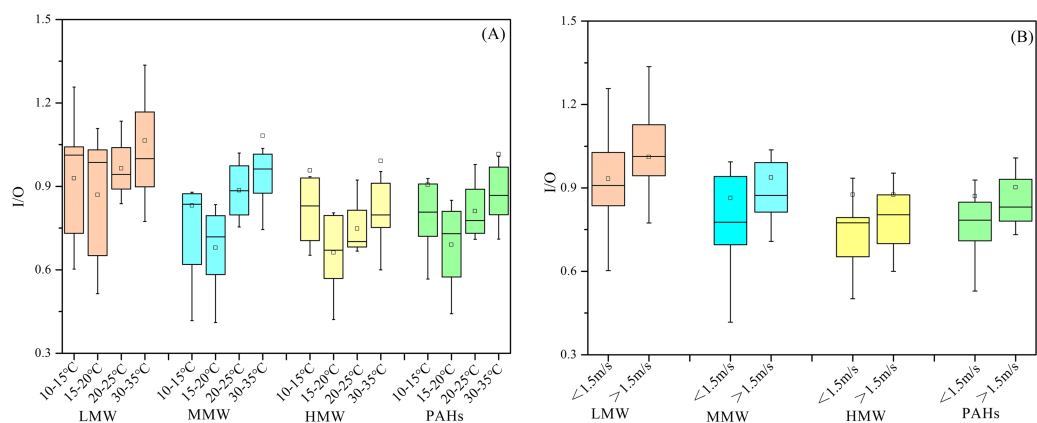 (A)
I/O
1.5
1.2
0.9
0.6
0.3
10-15℃
15-20℃
20-25℃
30-35℃
10-15℃
15-20℃
20-25℃
30-35℃
10-15℃
15-20℃
20-25℃
30-35℃
10-15℃
15-20℃
20-25℃
30-35℃
LMW
MMW
HMW
PAHs
(B)
I/O
1.5
1.2
0.9
0.6
0.3
<1.5m/s
>1.5m/s
<1.5m/s
>1.5m/s
<1.5m/s
>1.5m/s
<1.5m/s
>1.5m/s
LMW
MMW
HMW
PAHs